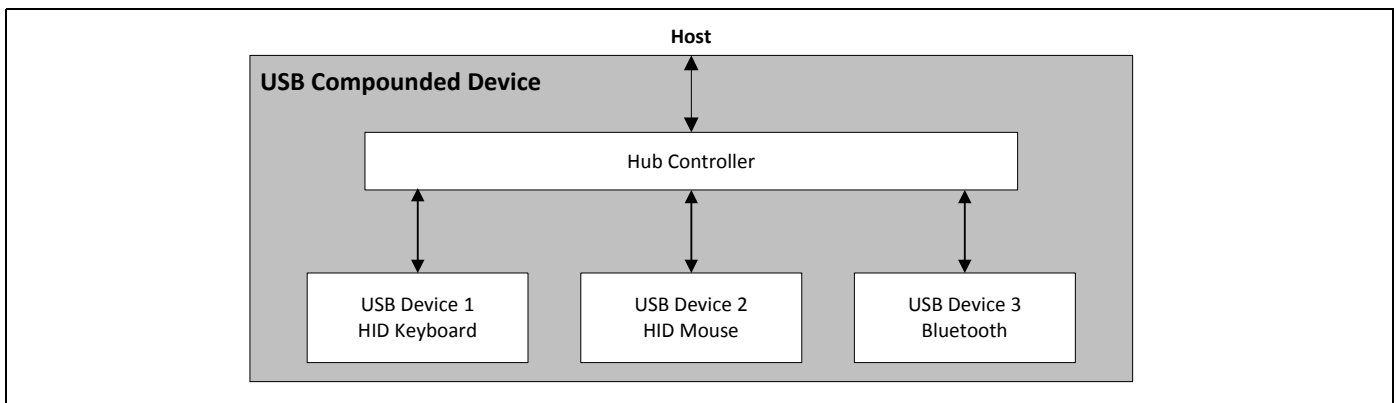 Host
USB Compounded Device
Hub Controller
USB Device 1
HID Keyboard
USB Device 2
HID Mouse
USB Device 3
Bluetooth